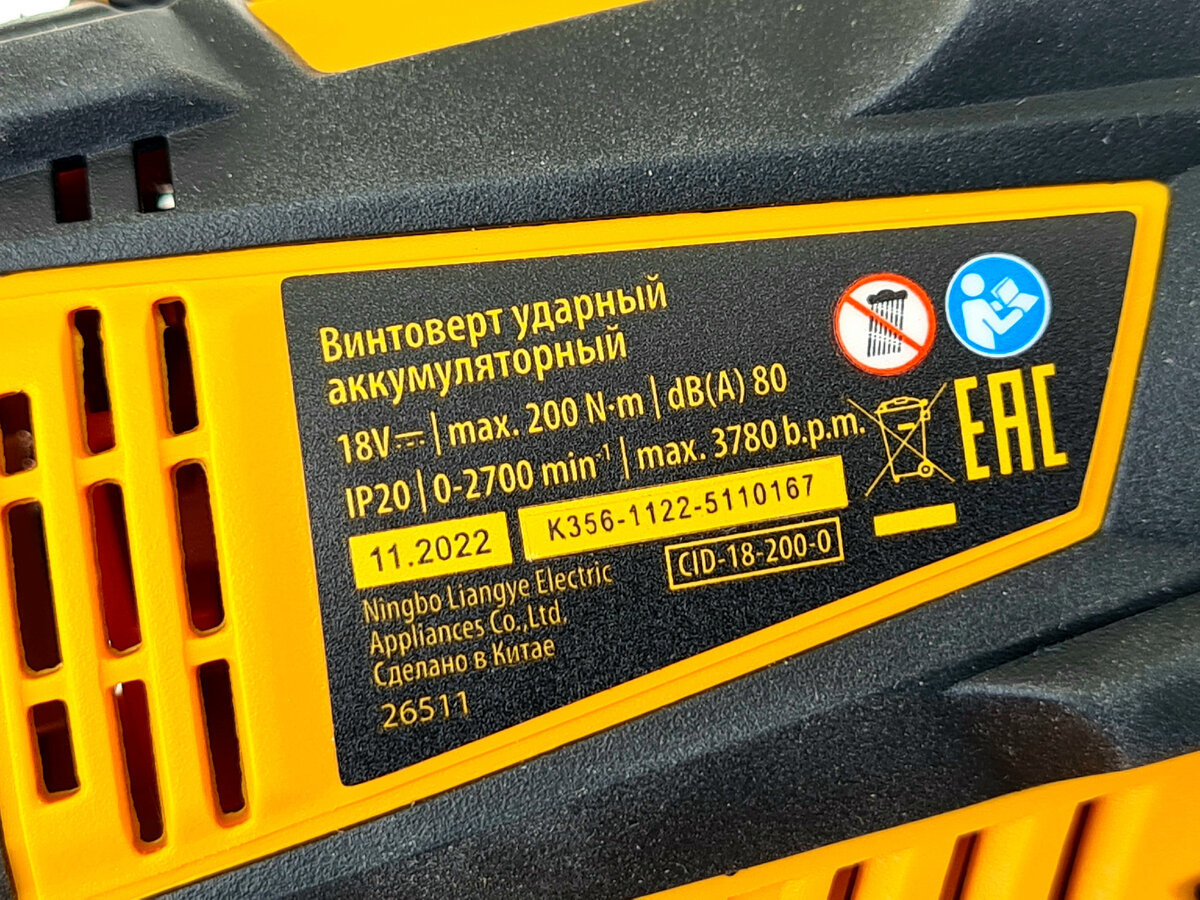 Винтоверт ударный
аккумуляторный
18V⎓ | max. 200 N·m | dB(A) 80
IP20 | 0-2700 min⁻¹ | max. 3780 b.p.m.
11.2022 K356-1122-5110167
Ningbo Liangye Electric
Appliances Co.,Ltd.
Сделано в Китае
26511
CID-18-200-0
EAC